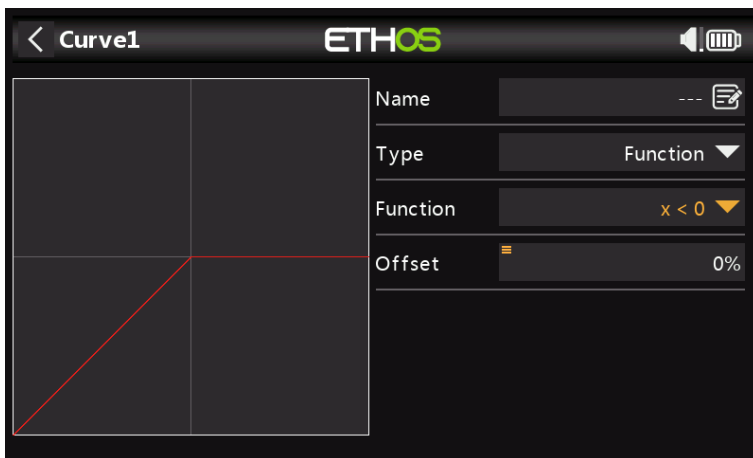 Curve1
ETHOS
Name ---
Type Function
Function x < 0
Offset 0%